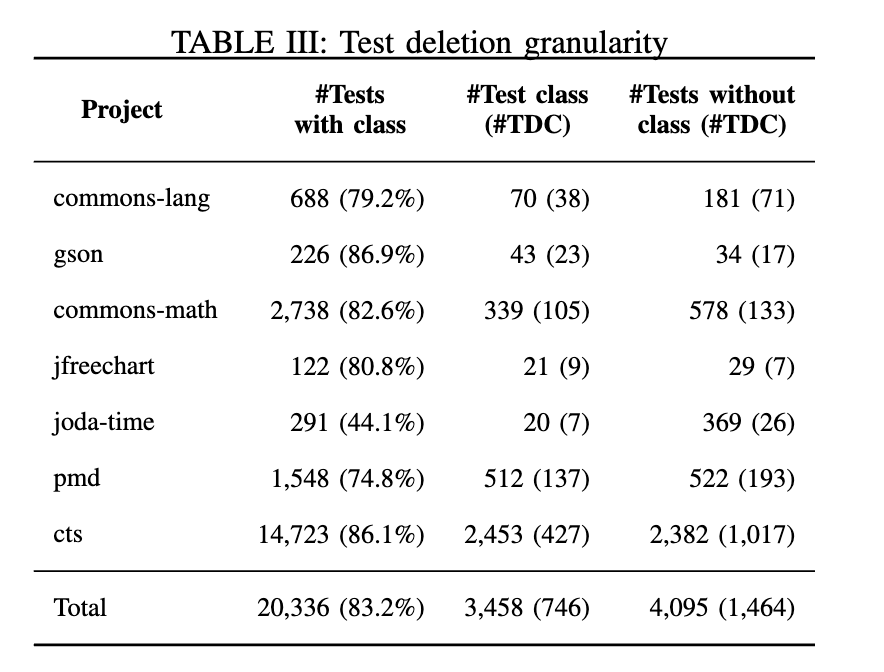 TABLE III: Test deletion granularity
Project #Tests with class #Test class (#TDC) #Tests without class (#TDC)
commons-lang 688 (79.2%) 70 (38) 181 (71)
gson 226 (86.9%) 43 (23) 34 (17)
commons-math 2,738 (82.6%) 339 (105) 578 (133)
jfreechart 122 (80.8%) 21 (9) 29 (7)
joda-time 291 (44.1%) 20 (7) 369 (26)
pmd 1,548 (74.8%) 512 (137) 522 (193)
cts 14,723 (86.1%) 2,453 (427) 2,382 (1,017)
Total 20,336 (83.2%) 3,458 (746) 4,095 (1,464)